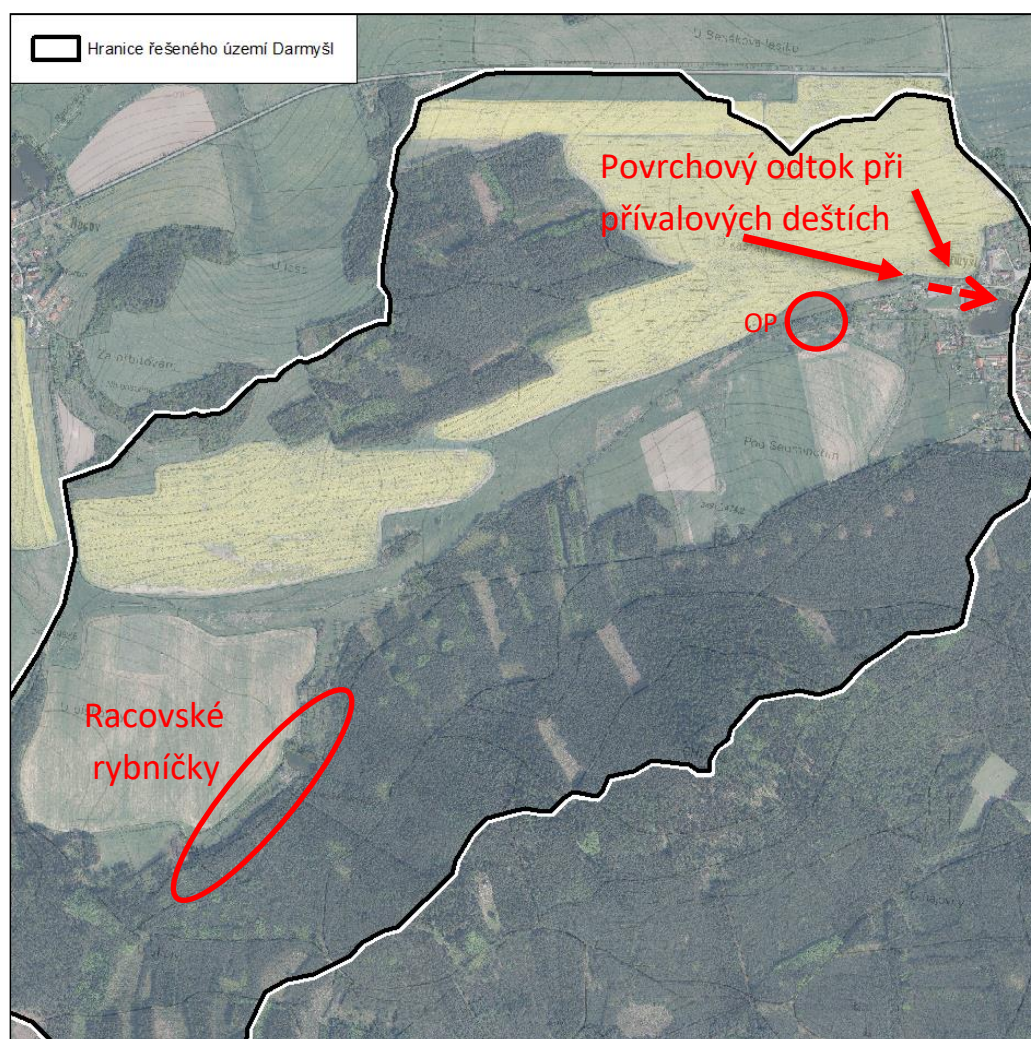 Hranice řešeného území Darmyšl
Povrchový odtok při
přívalových deštích
OP
Racovské
rybníčky